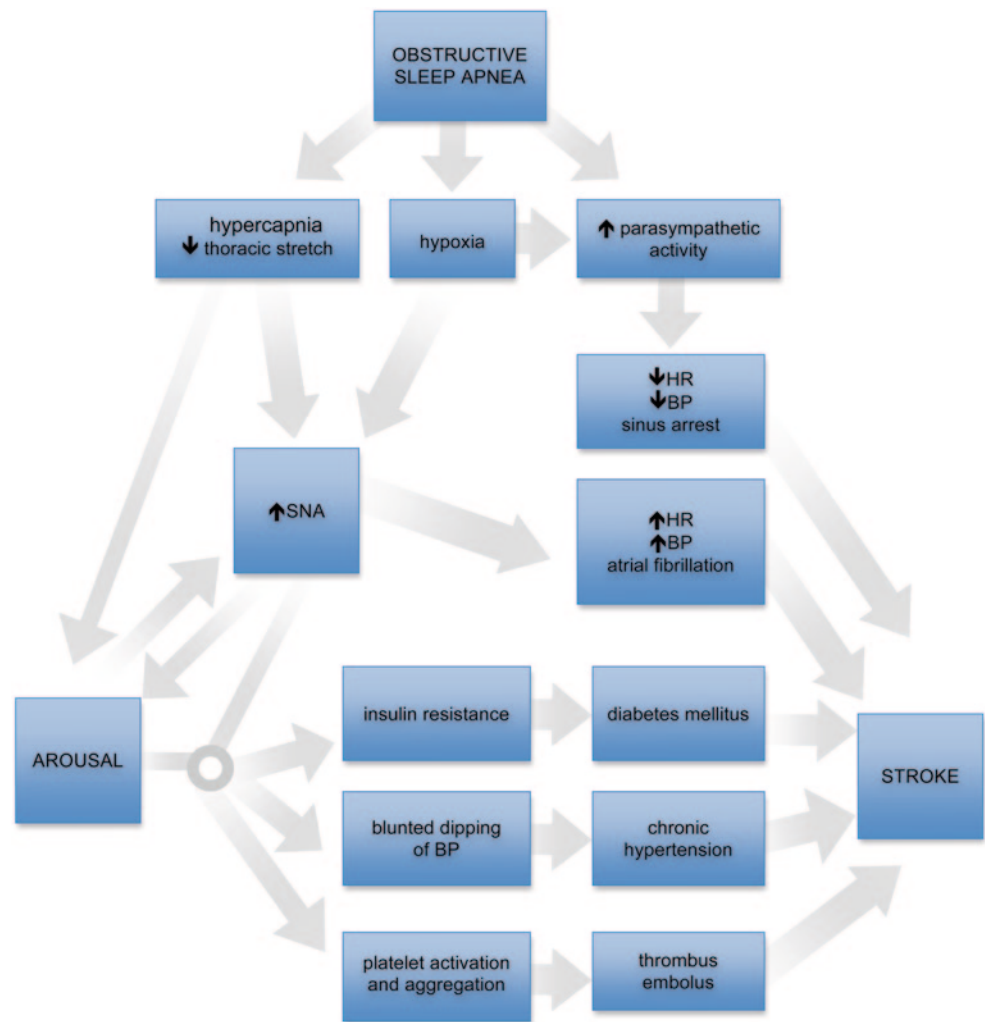 OBSTRUCTIVE
SLEEP APNEA
hypercapnia
↓ thoracic stretch
hypoxia
↑ parasympathetic
activity
↓HR
↓BP
sinus arrest
↑SNA
↑HR
↑BP
atrial fibrillation
AROUSAL
insulin resistance
diabetes mellitus
STROKE
blunted dipping
of BP
chronic
hypertension
platelet activation
and aggregation
thrombus
embolus